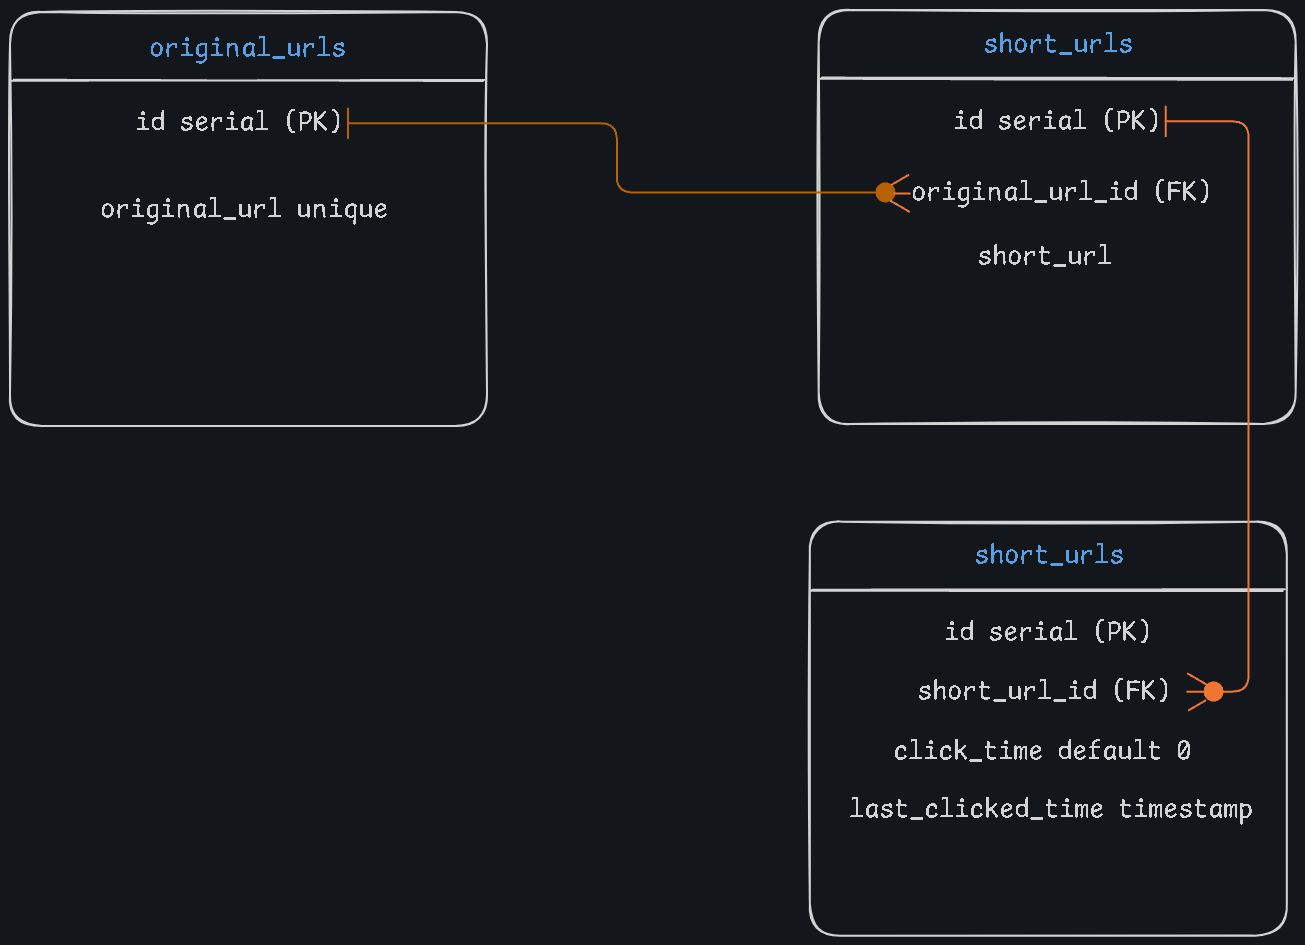 original_urls
id serial (PK)
original_url unique
short_urls
id serial (PK)
original_url_id (FK)
short_url
short_urls
id serial (PK)
short_url_id (FK)
click_time default 0
last_clicked_time timestamp